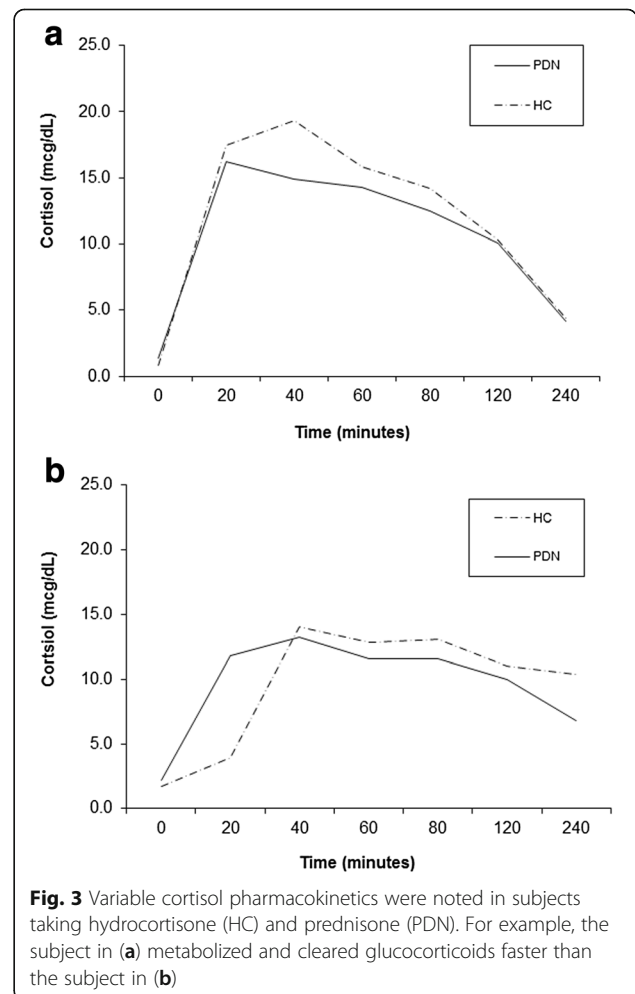 a
25.0
20.0
15.0
10.0
5.0
0.0
Cortisol (mcg/dL)
PDN
HC
0 20 40 60 80 120 240
Time (minutes)
b
25.0
20.0
15.0
10.0
5.0
0.0
Cortsiol (mcg/dL)
HC
PDN
0 20 40 60 80 120 240
Time (minutes)
Fig. 3 Variable cortisol pharmacokinetics were noted in subjects
taking hydrocortisone (HC) and prednisone (PDN). For example, the
subject in (a) metabolized and cleared glucocorticoids faster than
the subject in (b)